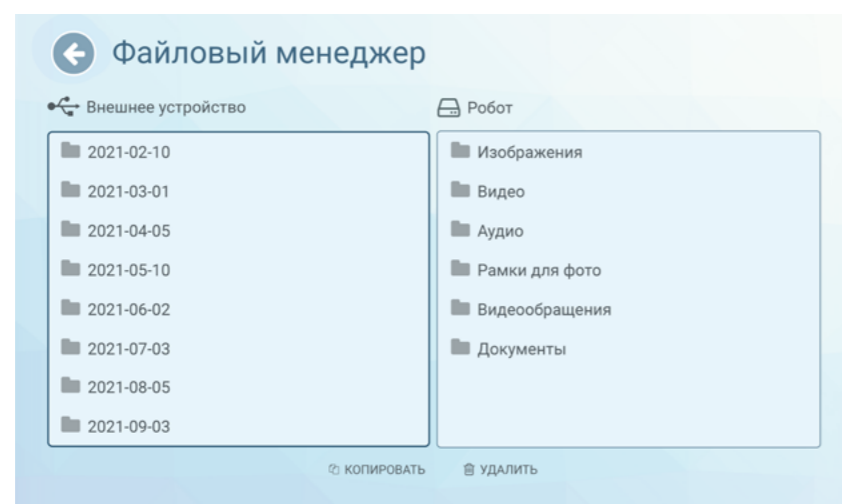 Файловый менеджер
Внешнее устройство
2021-02-10
2021-03-01
2021-04-05
2021-05-10
2021-06-02
2021-07-03
2021-08-05
2021-09-03
Робот
Изображения
Видео
Аудио
Рамки для фото
Видеообращения
Документы
КОПИРОВАТЬ
УДАЛИТЬ